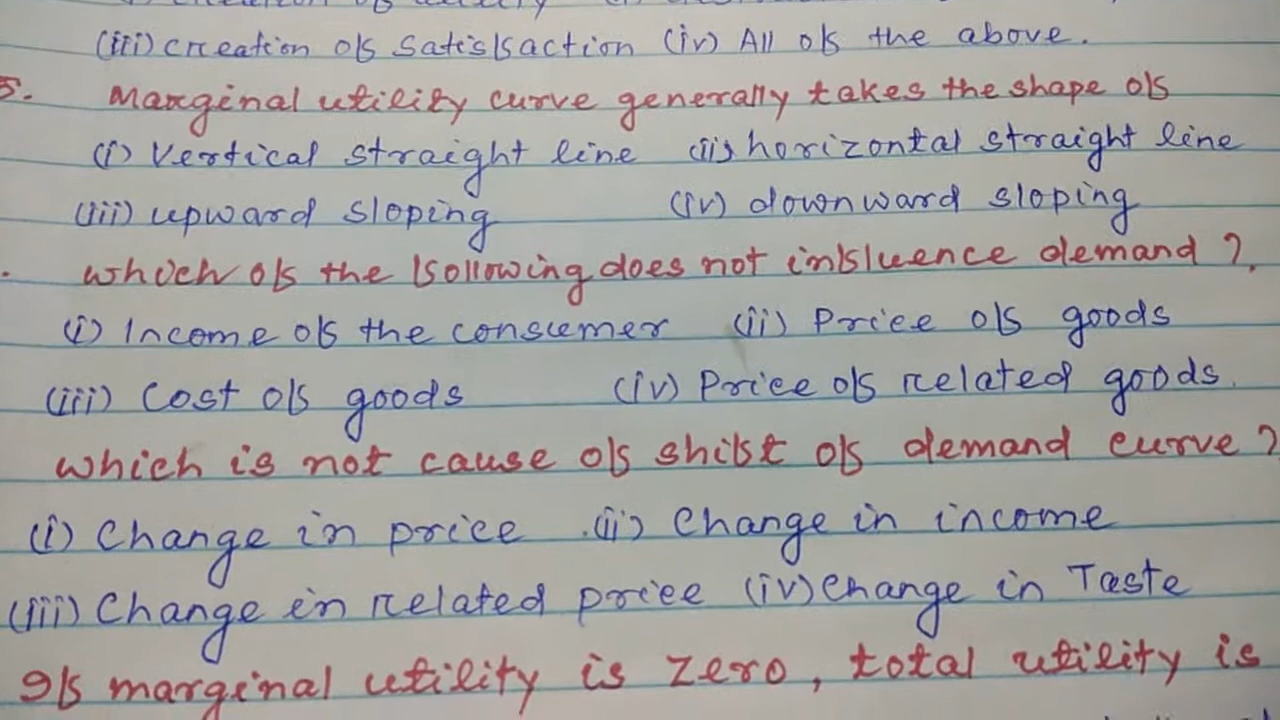 (iii) creation of satisfaction (iv) All of the above.
5. Marginal utility curve generally takes the shape of
(i) Vertical straight line (ii) horizontal straight line
(iii) upward sloping (iv) downward sloping
. which of the following does not influence demand ?
(i) Income of the consumer (ii) Price of goods
(iii) Cost of goods (iv) Price of related goods.
which is not cause of shift of demand curve ?
(i) Change in price (ii) Change in income
(iii) Change in related price (iv) change in Taste
If marginal utility is zero, total utility is